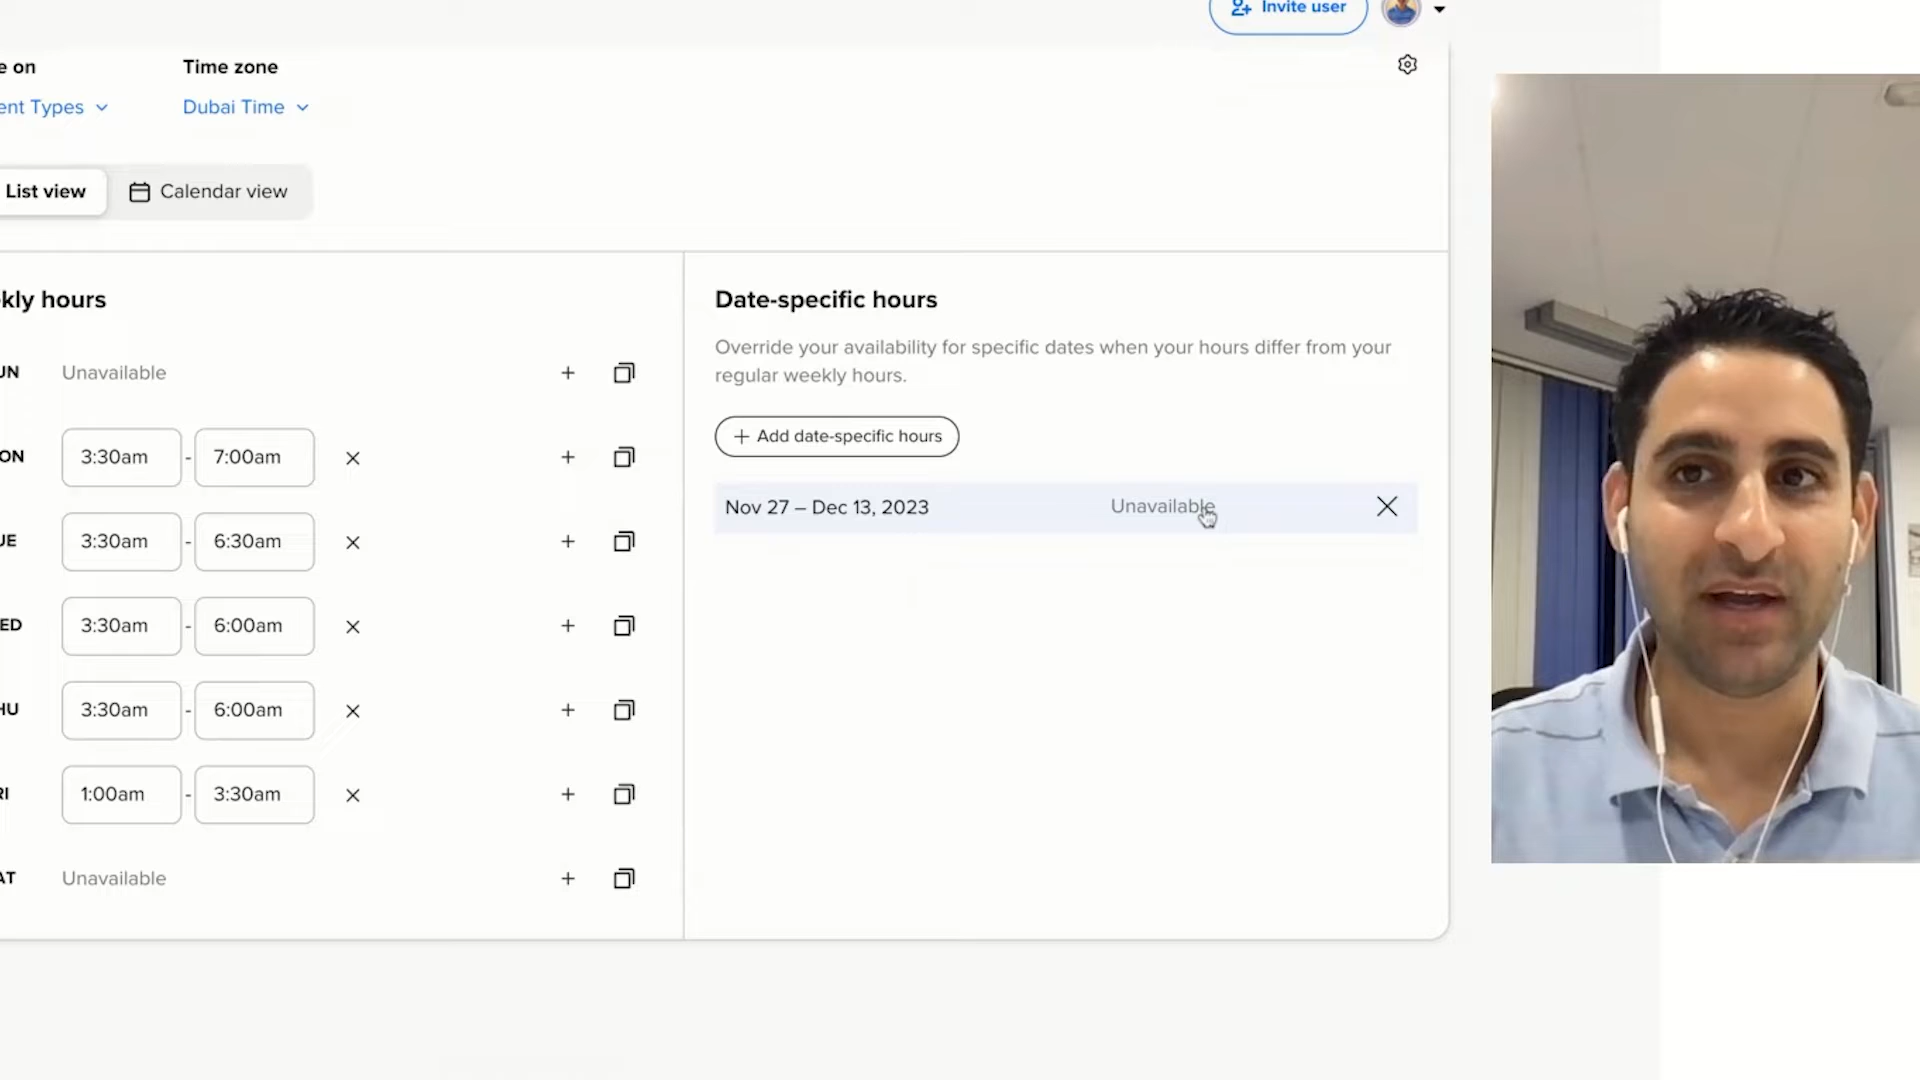 Invite user
e on
Time zone
ent Types
Dubai Time
List view
Calendar view
kly hours
Date-specific hours
Override your availability for specific dates when your hours differ from your
regular weekly hours.
UN Unavailable
+ Add date-specific hours
ON 3:30am - 7:00am
Nov 27 – Dec 13, 2023 Unavailable
UE 3:30am - 6:30am
ED 3:30am - 6:00am
HU 3:30am - 6:00am
RI 1:00am - 3:30am
AT Unavailable